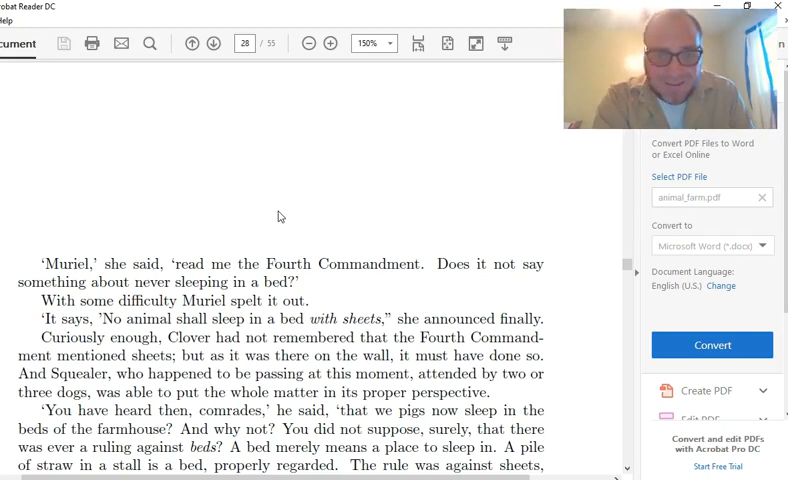 obat Reader DC
Help
cument
28 / 55
150%
n
Convert PDF Files to Word
or Excel Online
Select PDF File
animal_farm.pdf
Convert to
Microsoft Word (*.docx)
Document Language:
English (U.S.) Change
Convert
Create PDF
Edit PDF
Convert and edit PDFs
with Acrobat Pro DC
Start Free Trial
‘Muriel,’ she said, ‘read me the Fourth Commandment. Does it not say
something about never sleeping in a bed?’
With some difficulty Muriel spelt it out.
‘It says, ’No animal shall sleep in a bed with sheets,” she announced finally.
Curiously enough, Clover had not remembered that the Fourth Command-
ment mentioned sheets; but as it was there on the wall, it must have done so.
And Squealer, who happened to be passing at this moment, attended by two or
three dogs, was able to put the whole matter in its proper perspective.
‘You have heard then, comrades,’ he said, ‘that we pigs now sleep in the
beds of the farmhouse? And why not? You did not suppose, surely, that there
was ever a ruling against beds? A bed merely means a place to sleep in. A pile
of straw in a stall is a bed, properly regarded. The rule was against sheets,